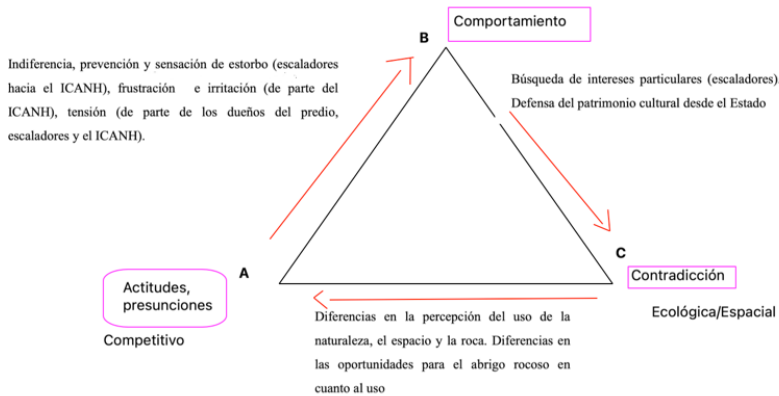 B
Comportamiento
Indiferencia, prevención y sensación de estorbo (escaladores
hacia el ICANH), frustración e irritación (de parte del
ICANH), tensión (de parte de los dueños del predio,
escaladores y el ICANH).
Búsqueda de intereses particulares (escaladores)
Defensa del patrimonio cultural desde el Estado
A
Actitudes,
presunciones
Competitivo
C
Contradicción
Ecológica/Espacial
Diferencias en la percepción del uso de la
naturaleza, el espacio y la roca. Diferencias en
las oportunidades para el abrigo rocoso en
cuanto al uso